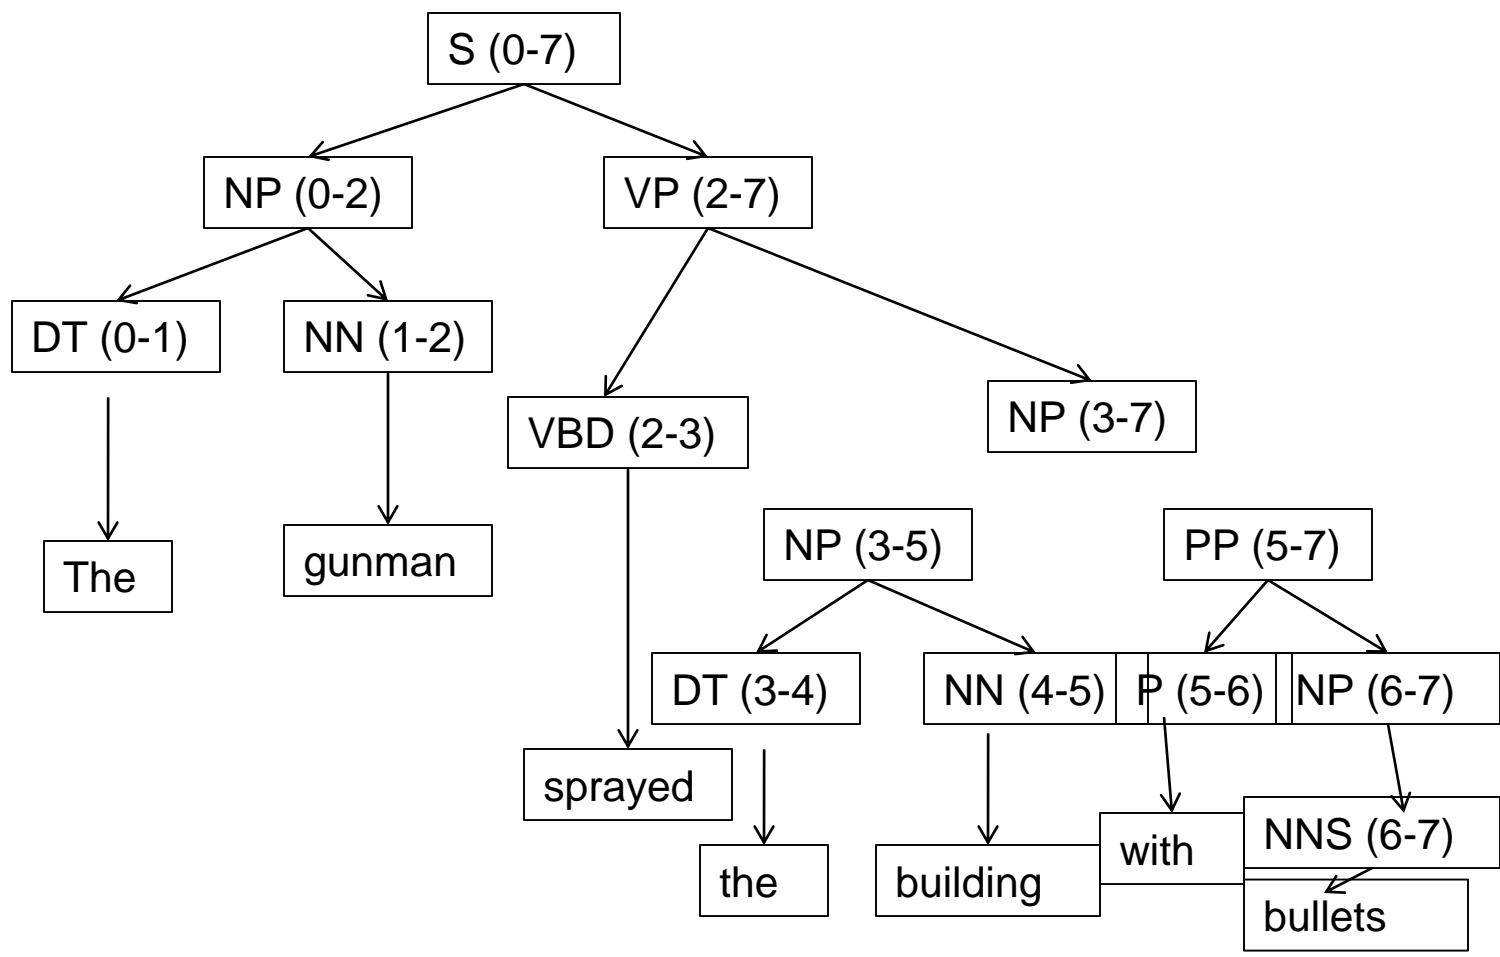 S (0-7)
NP (0-2)
VP (2-7)
DT (0-1)
NN (1-2)
NP (3-7)
VBD (2-3)
NP (3-5)
PP (5-7)
gunman
The
DT (3-4)
NN (4-5)
P (5-6)
NP (6-7)
sprayed
NNS (6-7)
with
the
building
bullets